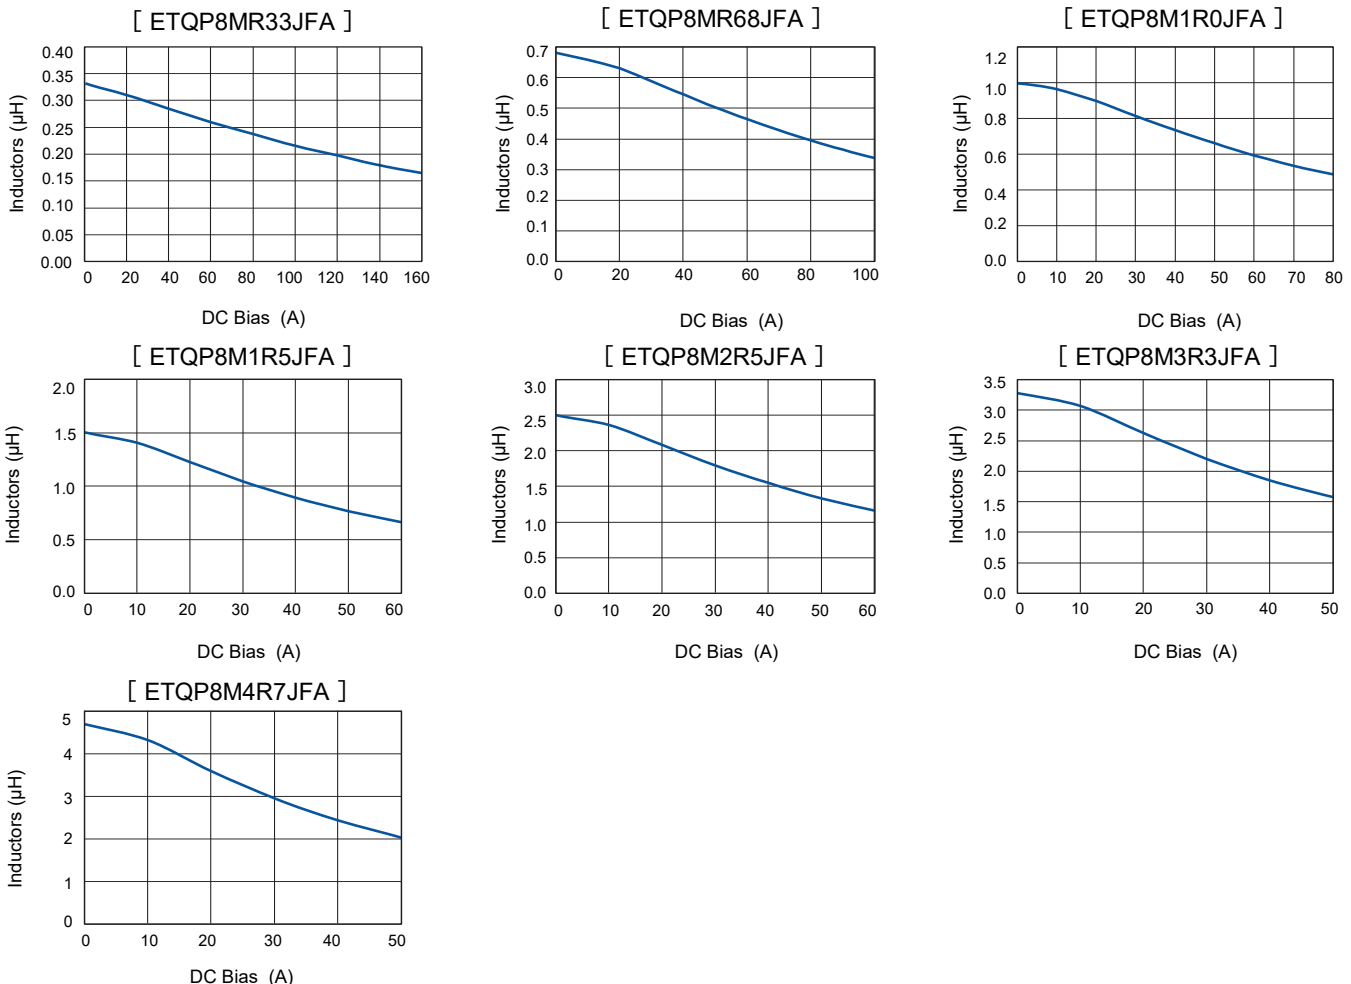 [ ETQP8MR33JFA ]
Inductors (μH)
0.40
0.35
0.30
0.25
0.20
0.15
0.10
0.05
0.00
0 20 40 60 80 100 120 140 160
DC Bias (A)
[ ETQP8MR68JFA ]
Inductors (μH)
0.7
0.6
0.5
0.4
0.3
0.2
0.1
0.0
0 20 40 60 80 100
DC Bias (A)
[ ETQP8M1R0JFA ]
Inductors (μH)
1.2
1.0
0.8
0.6
0.4
0.2
0.0
0 10 20 30 40 50 60 70 80
DC Bias (A)
[ ETQP8M1R5JFA ]
Inductors (μH)
2.0
1.5
1.0
0.5
0.0
0 10 20 30 40 50 60
DC Bias (A)
[ ETQP8M2R5JFA ]
Inductors (μH)
3.0
2.5
2.0
1.5
1.0
0.5
0.0
0 10 20 30 40 50 60
DC Bias (A)
[ ETQP8M3R3JFA ]
Inductors (μH)
3.5
3.0
2.5
2.0
1.5
1.0
0.5
0.0
0 10 20 30 40 50
DC Bias (A)
[ ETQP8M4R7JFA ]
Inductors (μH)
5
4
3
2
1
0
0 10 20 30 40 50
DC Bias (A)